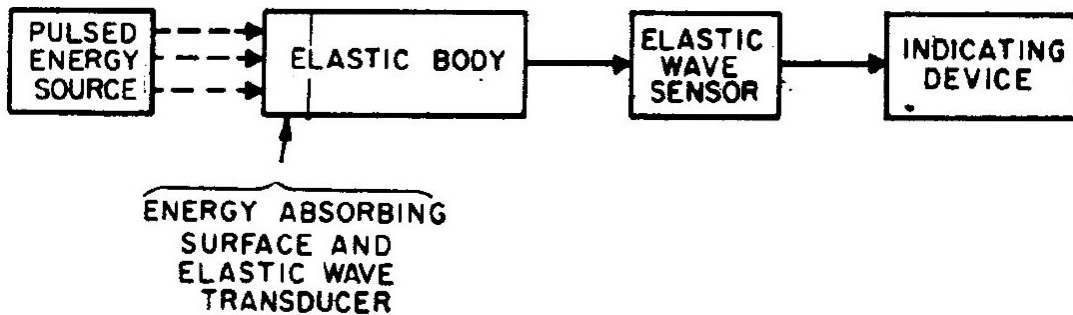 PULSED
ENERGY
SOURCE
ELASTIC BODY
ELASTIC
WAVE
SENSOR
INDICATING
DEVICE
ENERGY ABSORBING
SURFACE AND
ELASTIC WAVE
TRANSDUCER